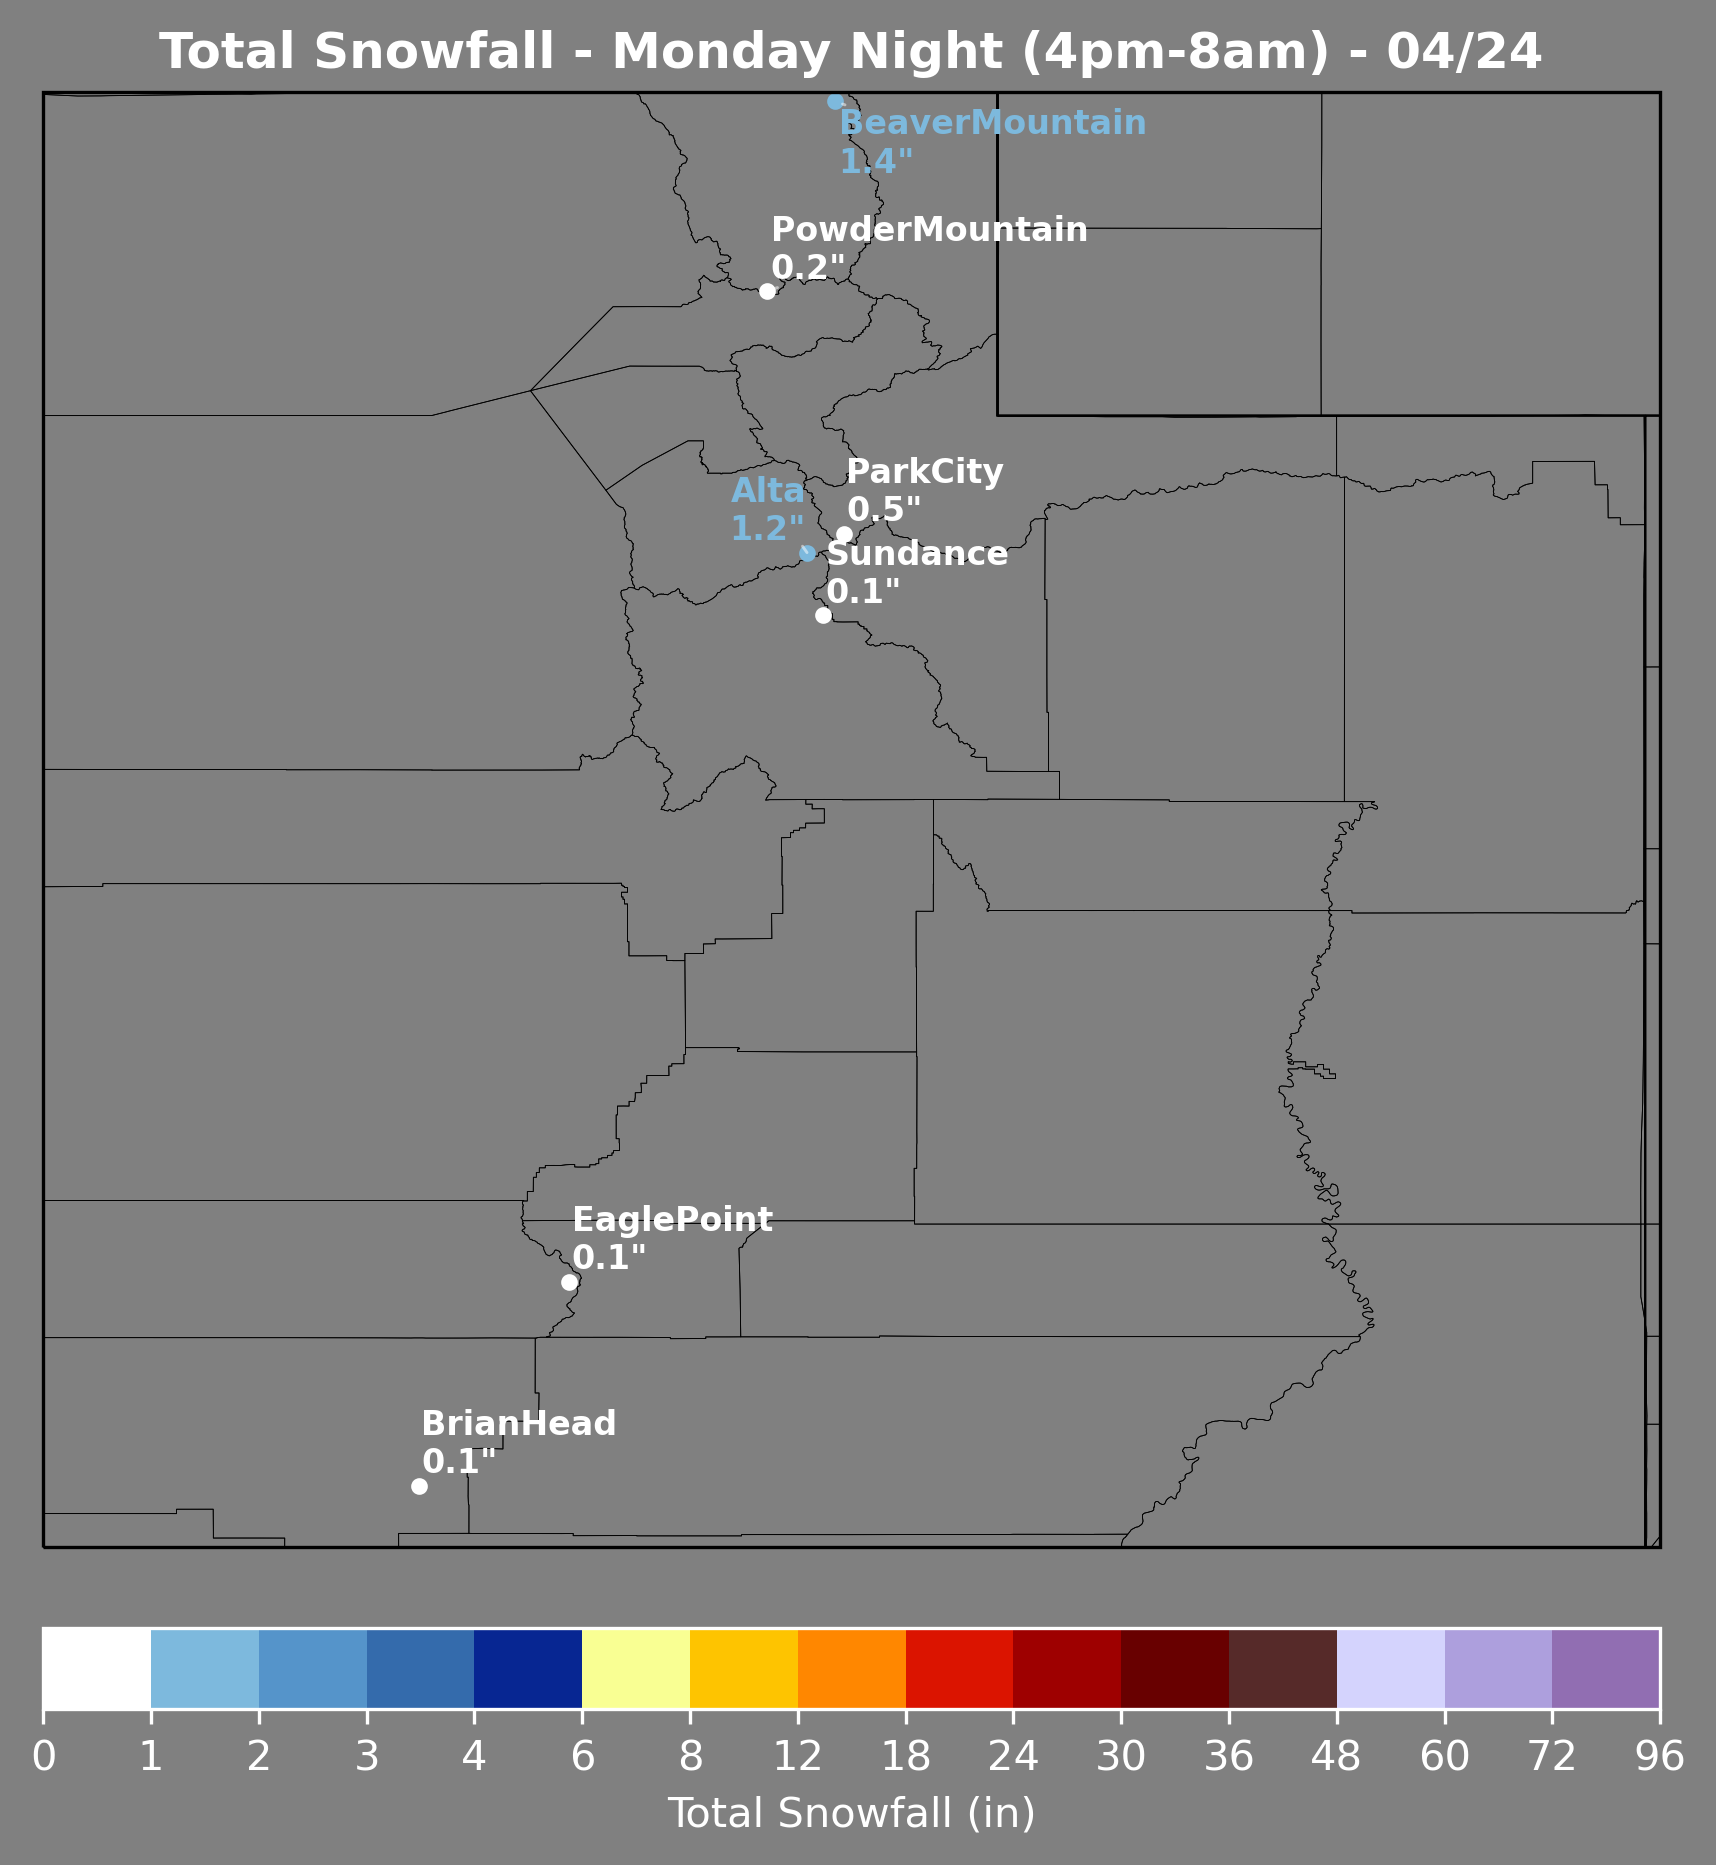 Total Snowfall - Monday Night (4pm-8am) - 04/24
BeaverMountain
1.4"
PowderMountain
0.2"
ParkCity
0.5"
Alta
1.2"
Sundance
0.1"
EaglePoint
0.1"
BrianHead
0.1"
0 1 2 3 4 6 8 12 18 24 30 36 48 60 72 96
Total Snowfall (in)